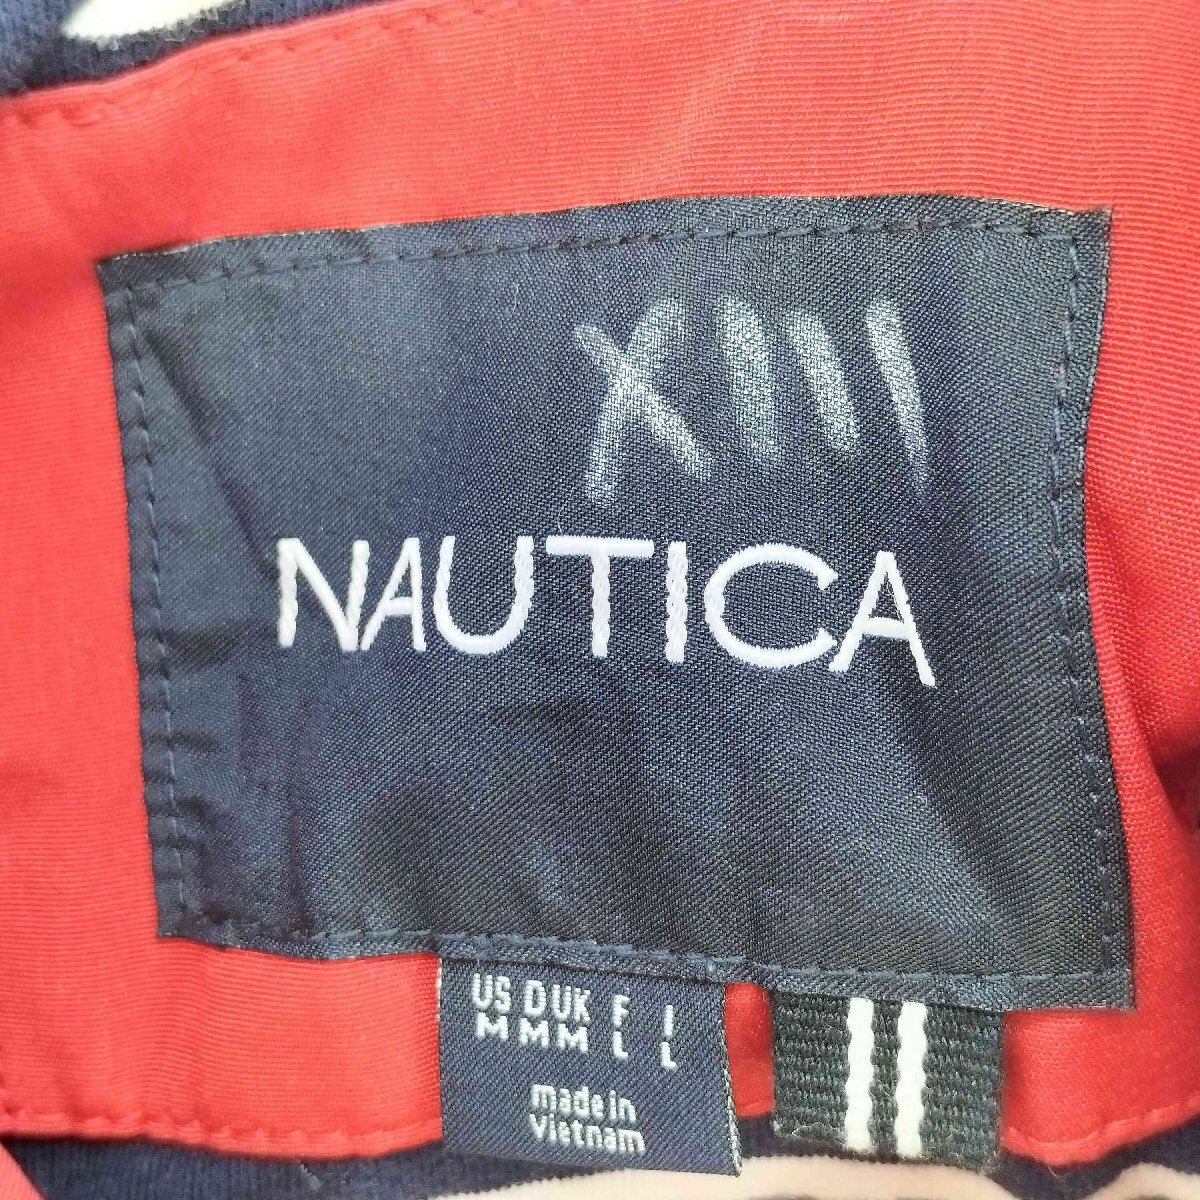 XIII
NAUTICA
US D UK F I
M M M L L
made in
Vietnam